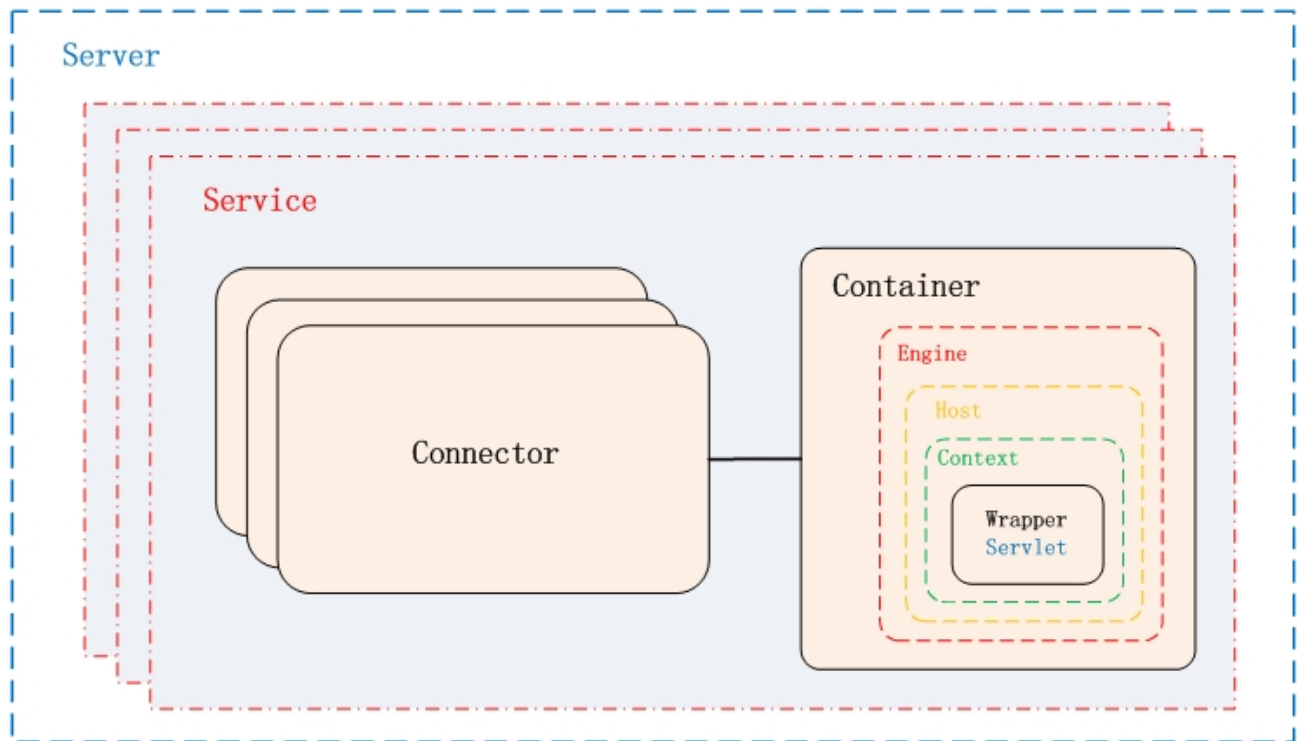 Server
Service
Container
Engine
Host
Connector
Context
Wrapper
Servlet